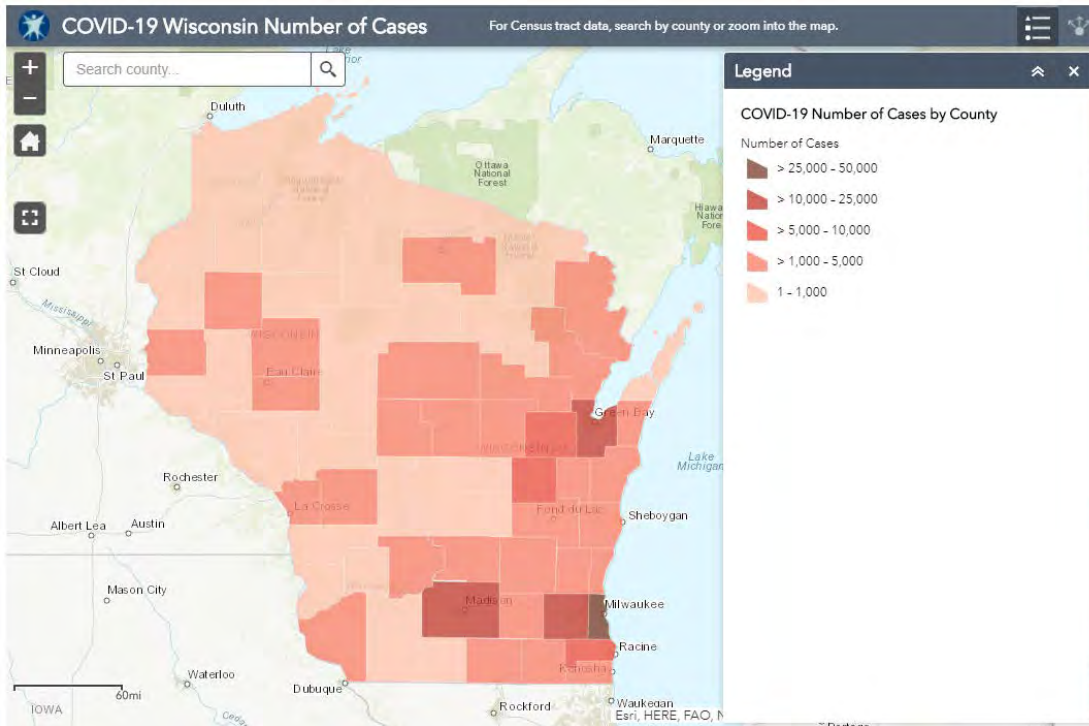 COVID-19 Wisconsin Number of Cases
For Census tract data, search by county or zoom into the map.
+
−
Search county...
Legend
COVID-19 Number of Cases by County
Number of Cases
> 25,000 - 50,000
> 10,000 - 25,000
> 5,000 - 10,000
> 1,000 - 5,000
1 - 1,000
Duluth
Marquette
Ottawa
National
Forest
St Cloud
Mississippi
Minneapolis
St Paul
WISCONSIN
Eau Claire
Green Bay
Lake
Michigan
Rochester
La Crosse
Fond du Lac
Sheboygan
Albert Lea
Austin
Mason City
Madison
Milwaukee
Racine
Kenosha
Waterloo
Dubuque
60mi
IOWA
Rockford
Waukegan
Esri, HERE, FAO, N